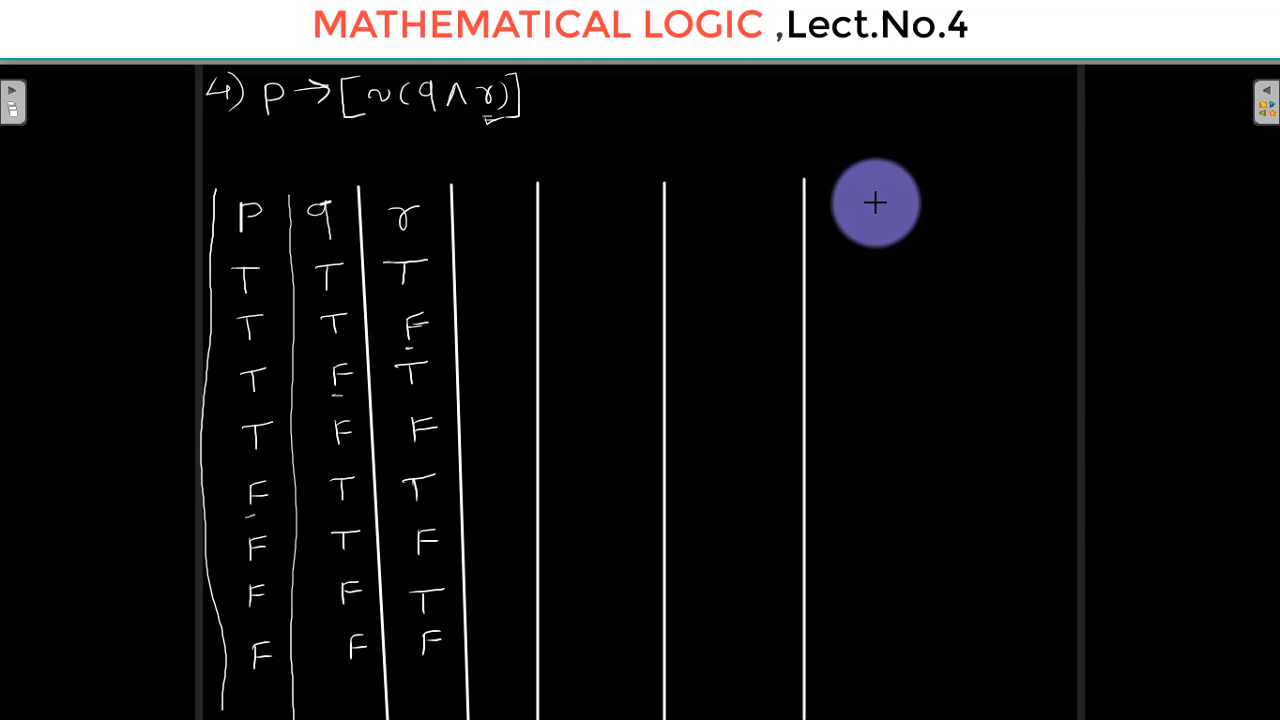 MATHEMATICAL LOGIC ,Lect.No.4
4) p → [~(q ∧ r)]
p q r
T T T
T T F
T F T
T F F
F T T
F T F
F F T
F F F